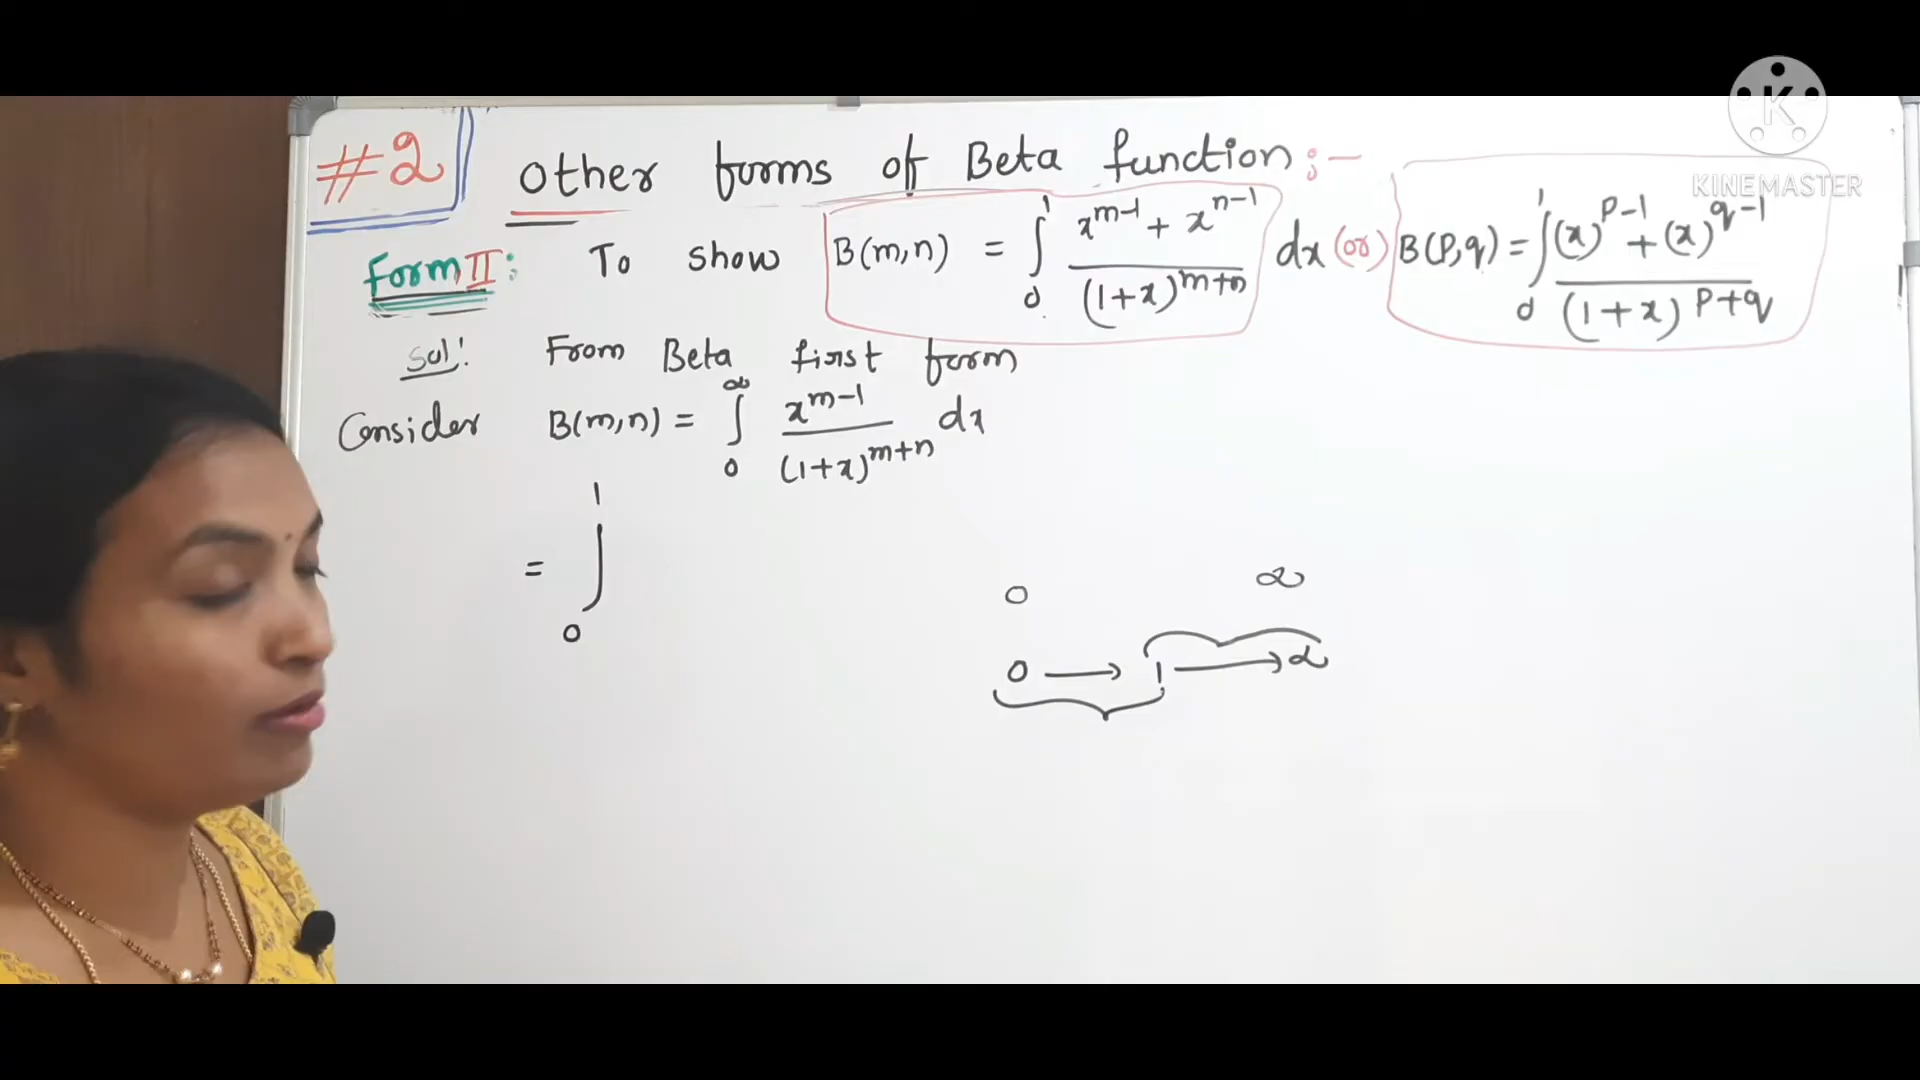 #2 Other forms of Beta function:-
Form II: To show B(m,n) = ∫₀¹ (x^(m-1) + x^(n-1)) / (1+x)^(m+n) dx (or) B(P,q) = ∫₀¹ ((x)^(P-1) + (x)^(q-1)) / (1+x)^(P+q)
Sol: From Beta first form
Consider B(m,n) = ∫₀^∞ x^(m-1) / (1+x)^(m+n) dx
= ∫₀¹
0 ∞
0 → 1 → ∞
K
KINEMASTER